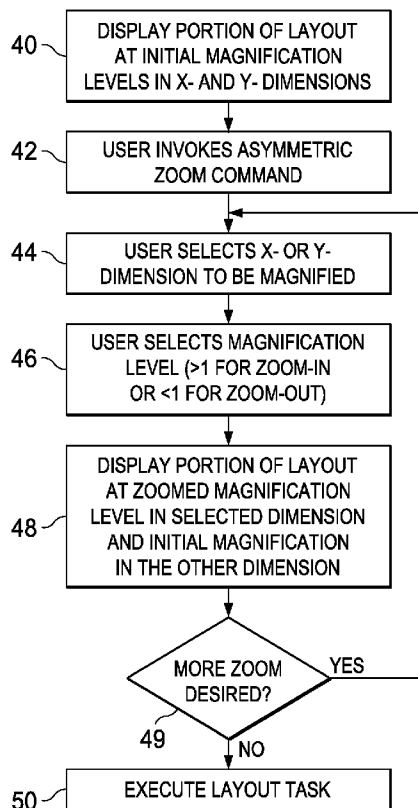 40
DISPLAY PORTION OF LAYOUT
AT INITIAL MAGNIFICATION
LEVELS IN X- AND Y- DIMENSIONS
42
USER INVOKES ASYMMETRIC
ZOOM COMMAND
44
USER SELECTS X- OR Y-
DIMENSION TO BE MAGNIFIED
46
USER SELECTS MAGNIFICATION
LEVEL (>1 FOR ZOOM-IN
OR <1 FOR ZOOM-OUT)
48
DISPLAY PORTION OF LAYOUT
AT ZOOMED MAGNIFICATION
LEVEL IN SELECTED DIMENSION
AND INITIAL MAGNIFICATION
IN THE OTHER DIMENSION
MORE ZOOM
DESIRED?
YES
49
NO
50
EXECUTE LAYOUT TASK